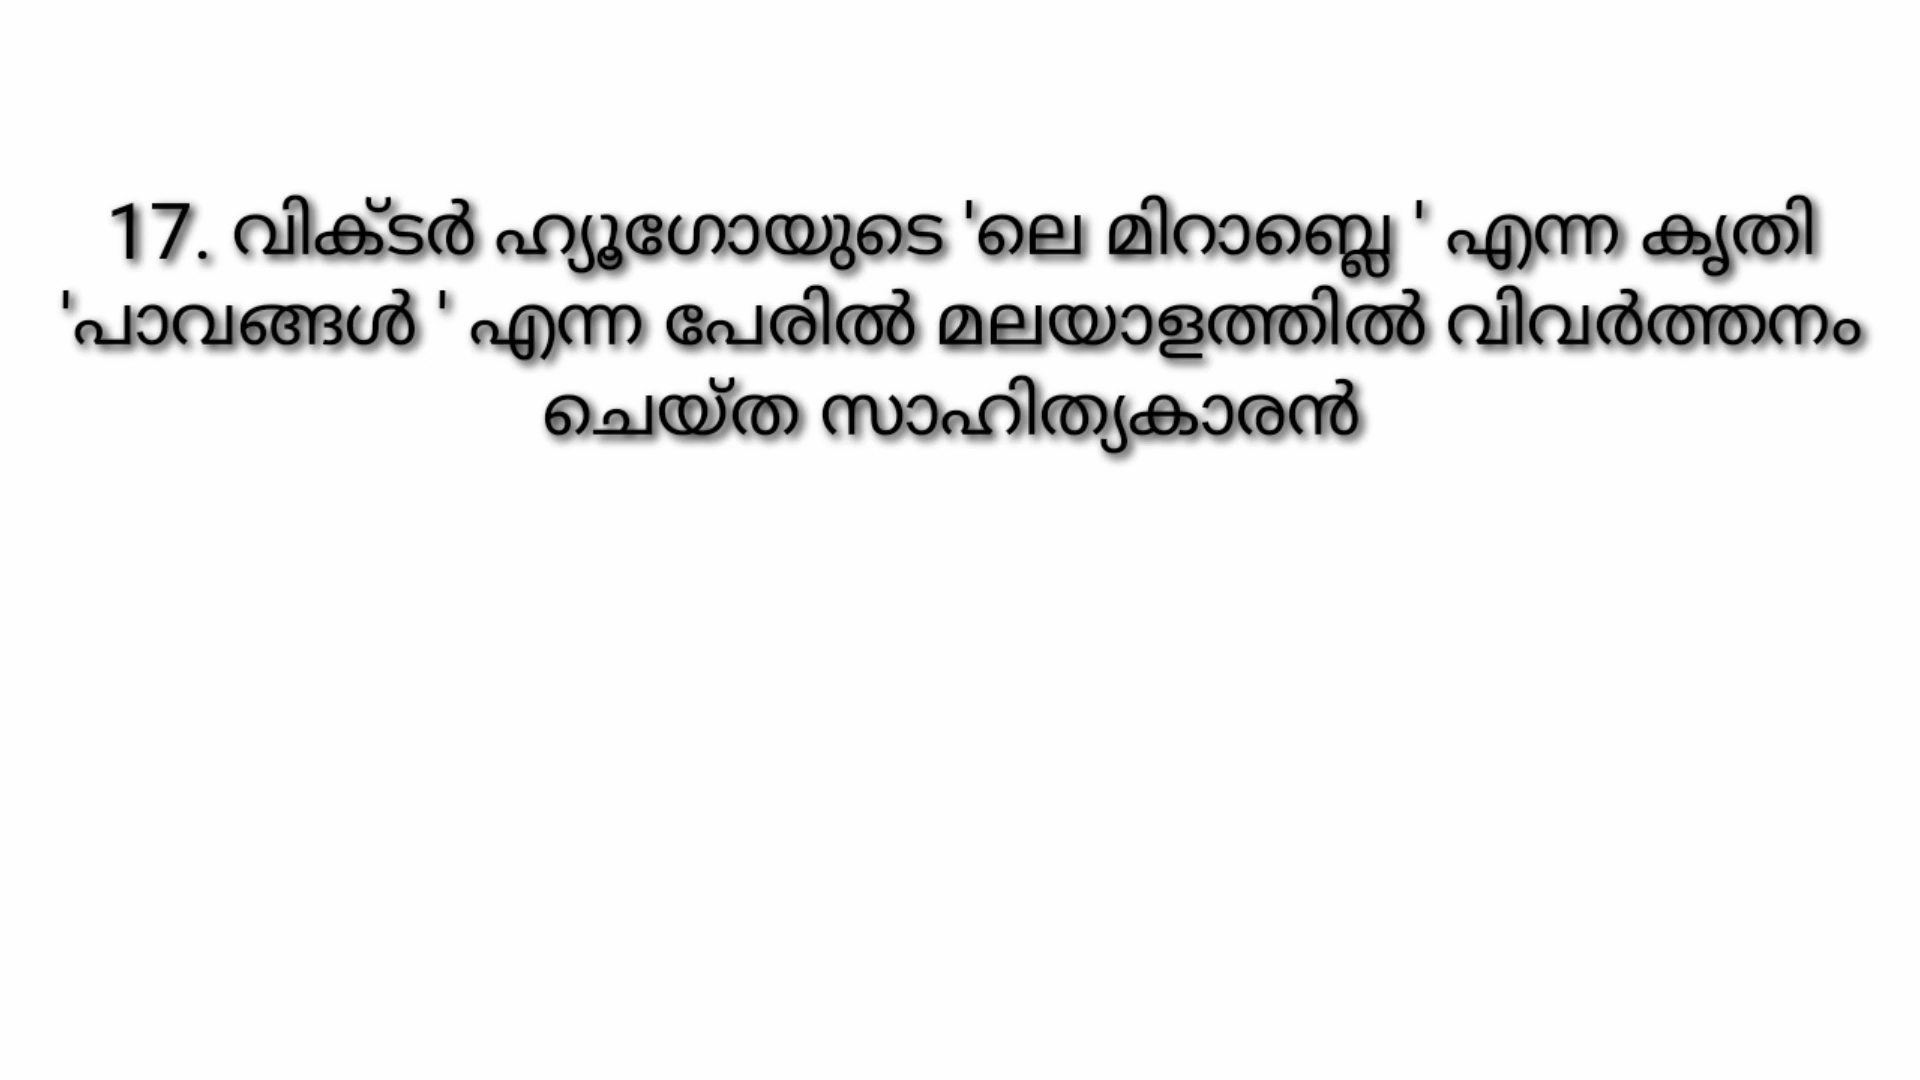 17. വിക്ടർ ഹ്യൂഗോയുടെ 'ലെ മിറാബ്ലെ ' എന്ന കൃതി
'പാവങ്ങൾ ' എന്ന പേരിൽ മലയാളത്തിൽ വിവർത്തനം
ചെയ്ത സാഹിത്യകാരൻ